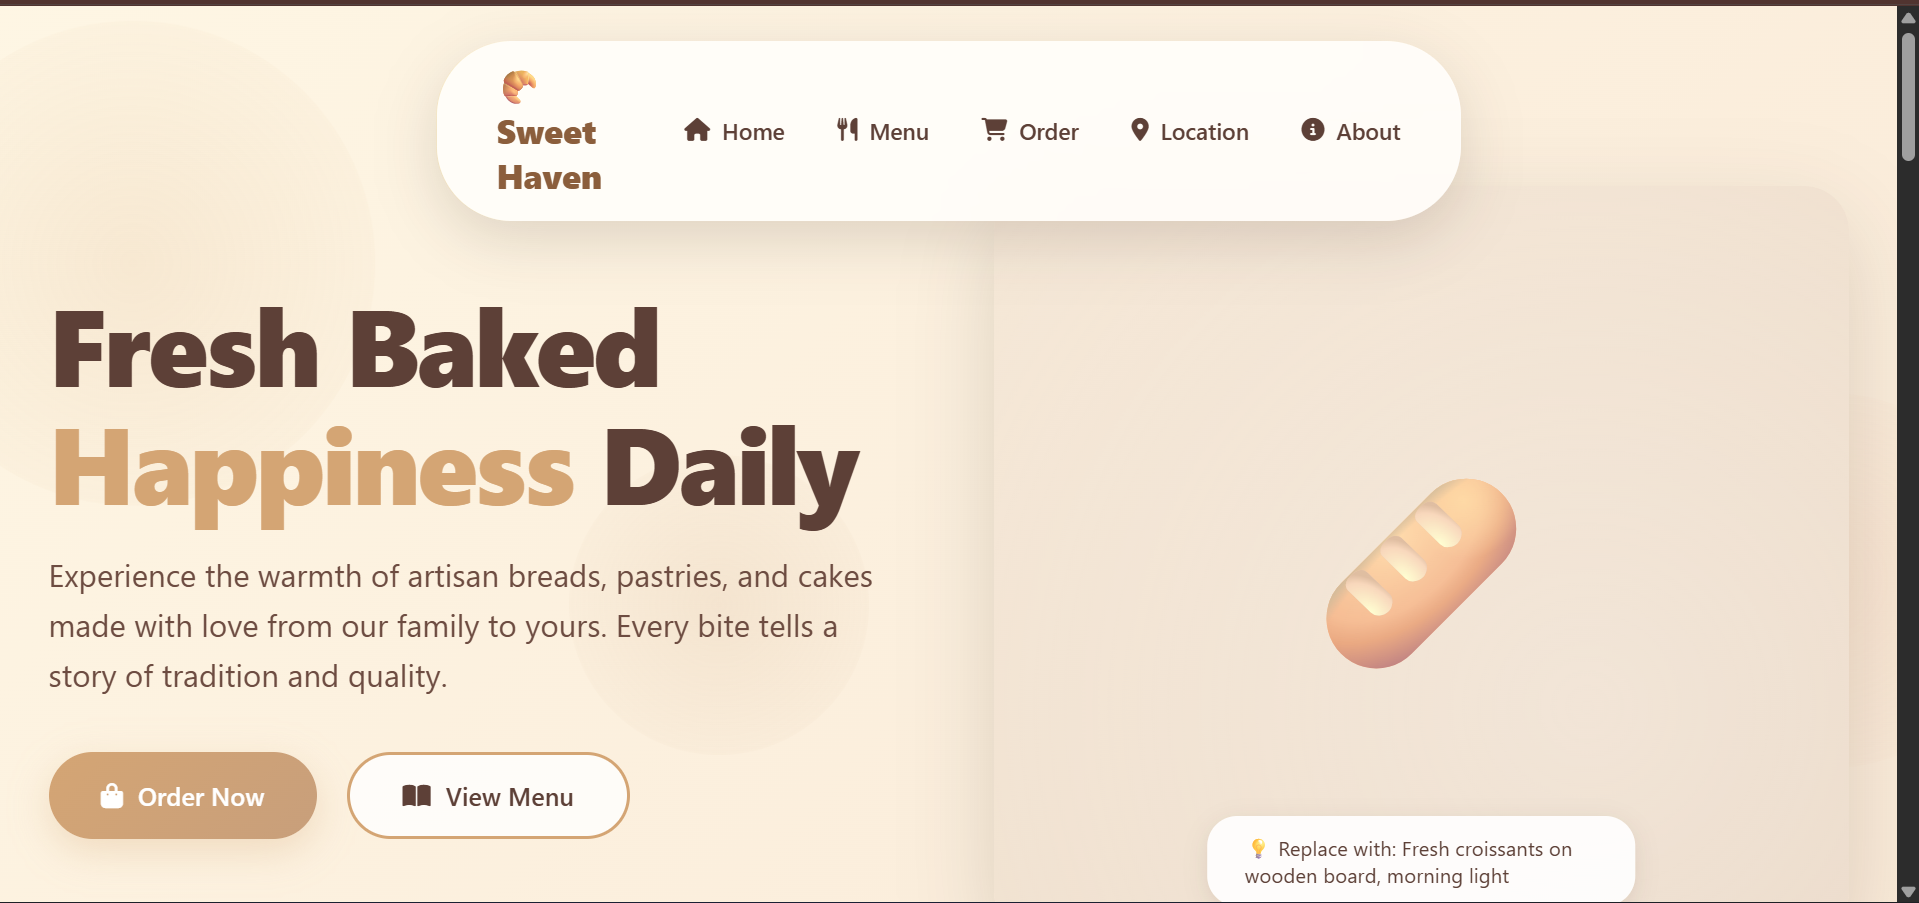 Sweet
Haven
Home
Menu
Order
Location
About
Fresh Baked
Happiness Daily
Experience the warmth of artisan breads, pastries, and cakes
made with love from our family to yours. Every bite tells a
story of tradition and quality.
Order Now
View Menu
Replace with: Fresh croissants on
wooden board, morning light